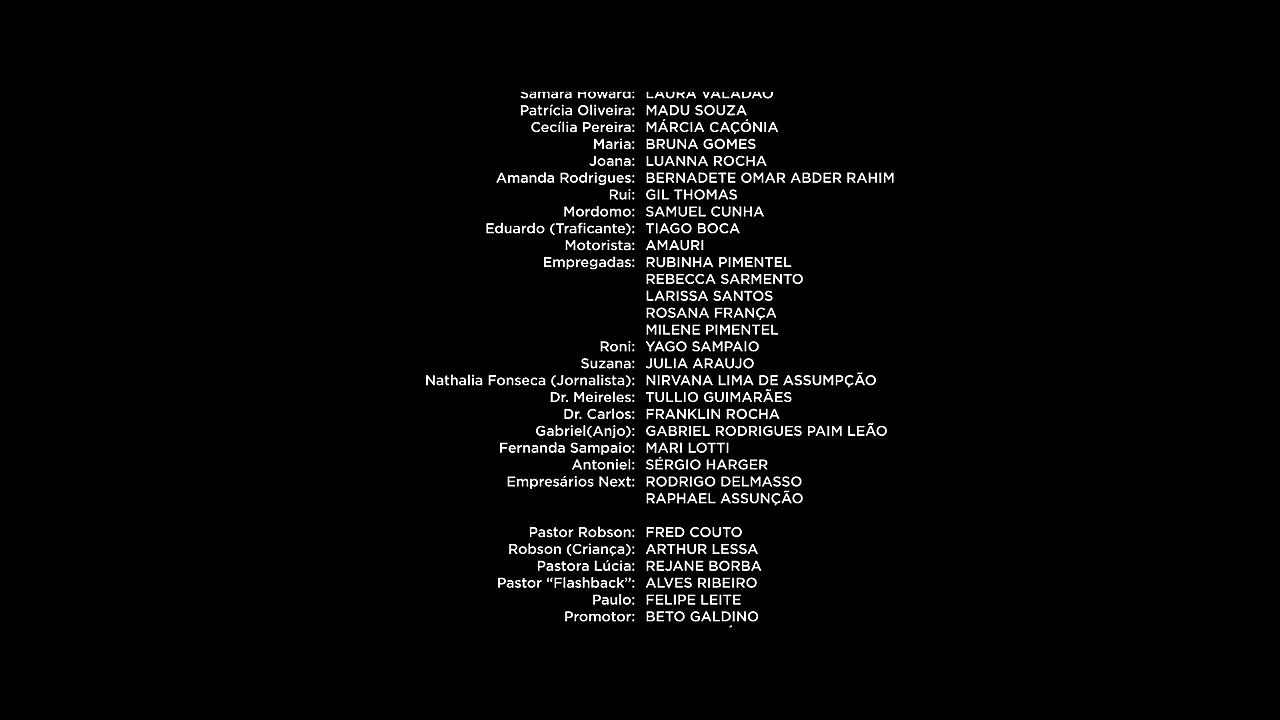 Samara Howard: LAURA VALADÃO
Patrícia Oliveira: MADU SOUZA
Cecília Pereira: MÁRCIA CAÇÓNIA
Maria: BRUNA GOMES
Joana: LUANNA ROCHA
Amanda Rodrigues: BERNADETE OMAR ABDER RAHIM
Rui: GIL THOMAS
Mordomo: SAMUEL CUNHA
Eduardo (Traficante): TIAGO BOCA
Motorista: AMAURI
Empregadas: RUBINHA PIMENTEL
REBECCA SARMENTO
LARISSA SANTOS
ROSANA FRANÇA
MILENE PIMENTEL
Roni: YAGO SAMPAIO
Suzana: JULIA ARAUJO
Nathalia Fonseca (Jornalista): NIRVANA LIMA DE ASSUMPÇÃO
Dr. Meireles: TULLIO GUIMARÃES
Dr. Carlos: FRANKLIN ROCHA
Gabriel(Anjo): GABRIEL RODRIGUES PAIM LEÃO
Fernanda Sampaio: MARI LOTTI
Antoniel: SÉRGIO HARGER
Empresários Next: RODRIGO DELMASSO
RAPHAEL ASSUNÇÃO
Pastor Robson: FRED COUTO
Robson (Criança): ARTHUR LESSA
Pastora Lúcia: REJANE BORBA
Pastor “Flashback”: ALVES RIBEIRO
Paulo: FELIPE LEITE
Promotor: BETO GALDINO